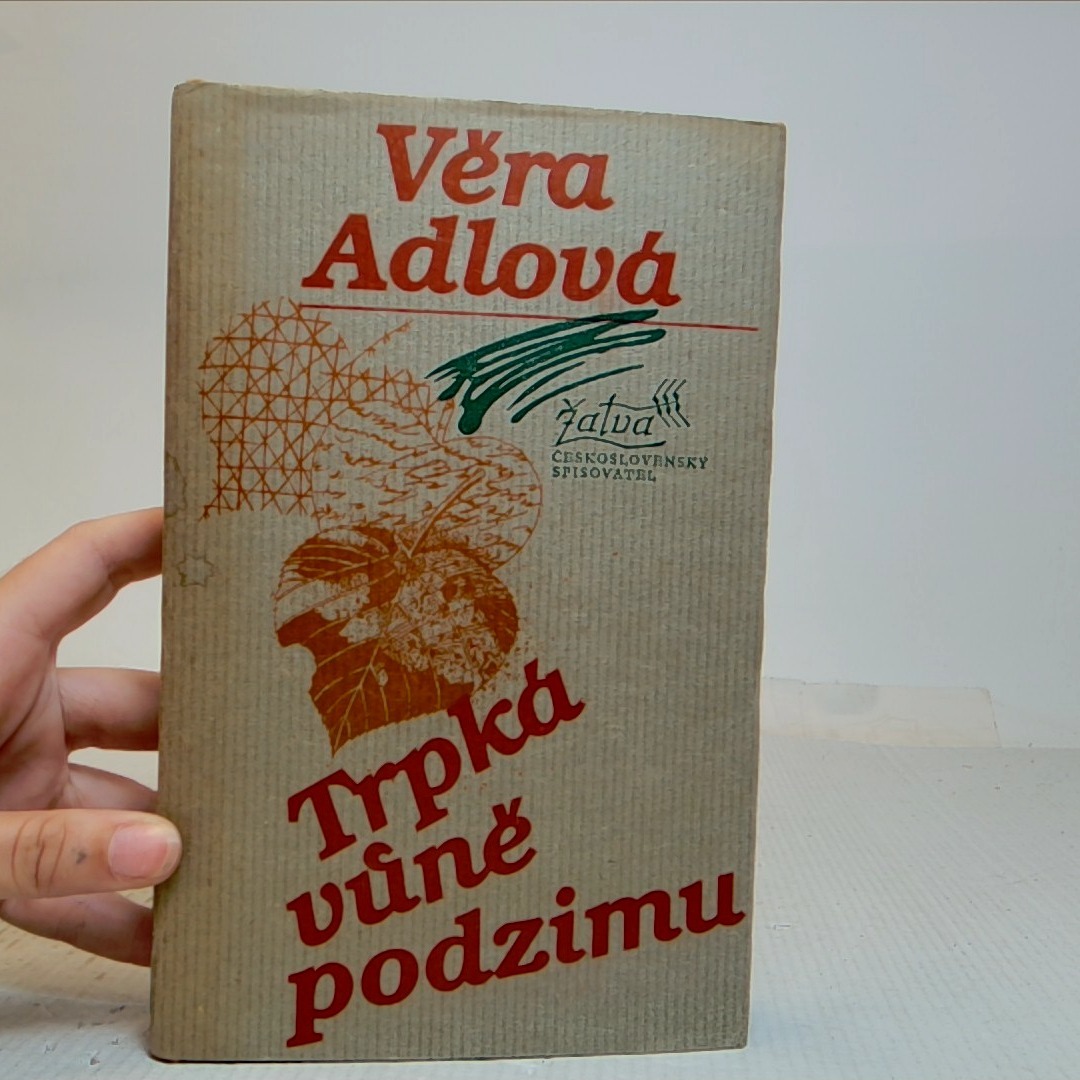 Věra
Adlová
Žatva
ČESKOSLOVENSKÝ
SPISOVATEL
Trpká
vůně
podzimu